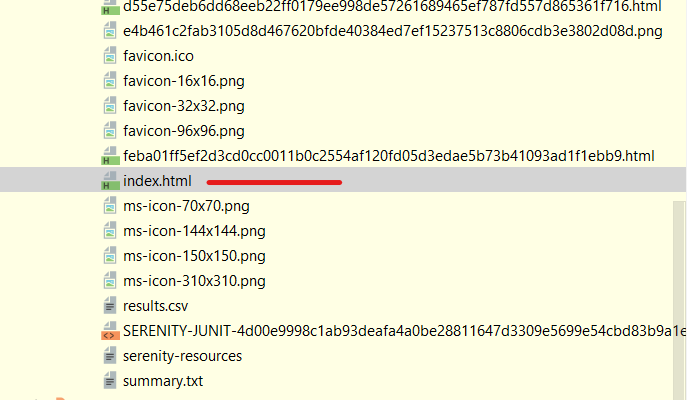 d55e75deb6dd68eeb22ff0179ee998de57261689465ef787fd557d865361f716.html
e4b461c2fab3105d8d467620bfde40384ed7ef15237513c8806cdb3e3802d08d.png
favicon.ico
favicon-16x16.png
favicon-32x32.png
favicon-96x96.png
feba01ff5ef2d3cd0cc0011b0c2554af120fd05d3edae5b73b41093ad1f1ebb9.html
index.html
ms-icon-70x70.png
ms-icon-144x144.png
ms-icon-150x150.png
ms-icon-310x310.png
results.csv
SERENITY-JUNIT-4d00e9998c1ab93deafa4a0be28811647d3309e5699e54cbd83b9a1e
serenity-resources
summary.txt